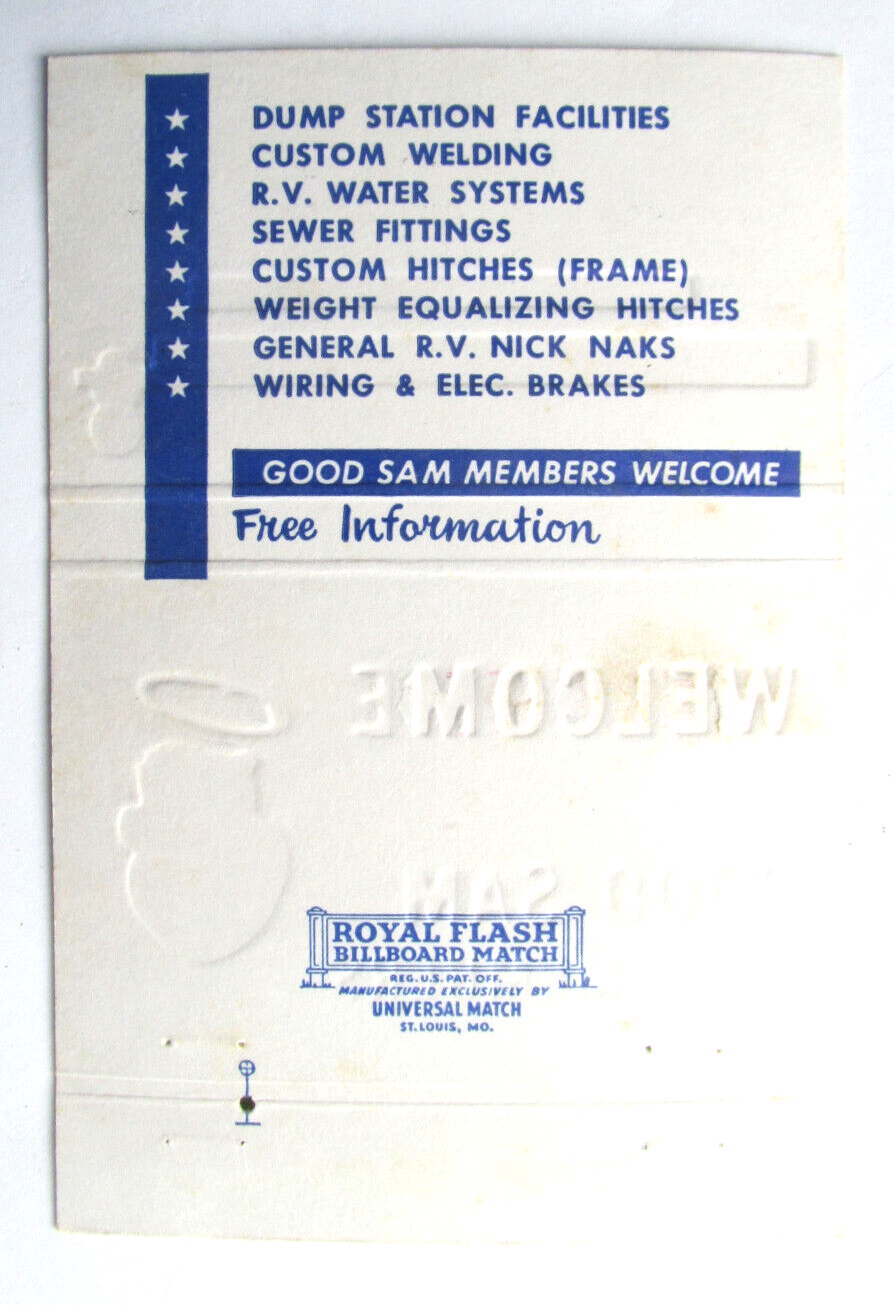 DUMP STATION FACILITIES
CUSTOM WELDING
R.V. WATER SYSTEMS
SEWER FITTINGS
CUSTOM HITCHES (FRAME)
WEIGHT EQUALIZING HITCHES
GENERAL R.V. NICK NAKS
WIRING & ELEC. BRAKES
GOOD SAM MEMBERS WELCOME
Free Information
WELCOME
SAM
ROYAL FLASH
BILLBOARD MATCH
REG. U.S. PAT. OFF.
MANUFACTURED EXCLUSIVELY BY
UNIVERSAL MATCH
ST. LOUIS, MO.